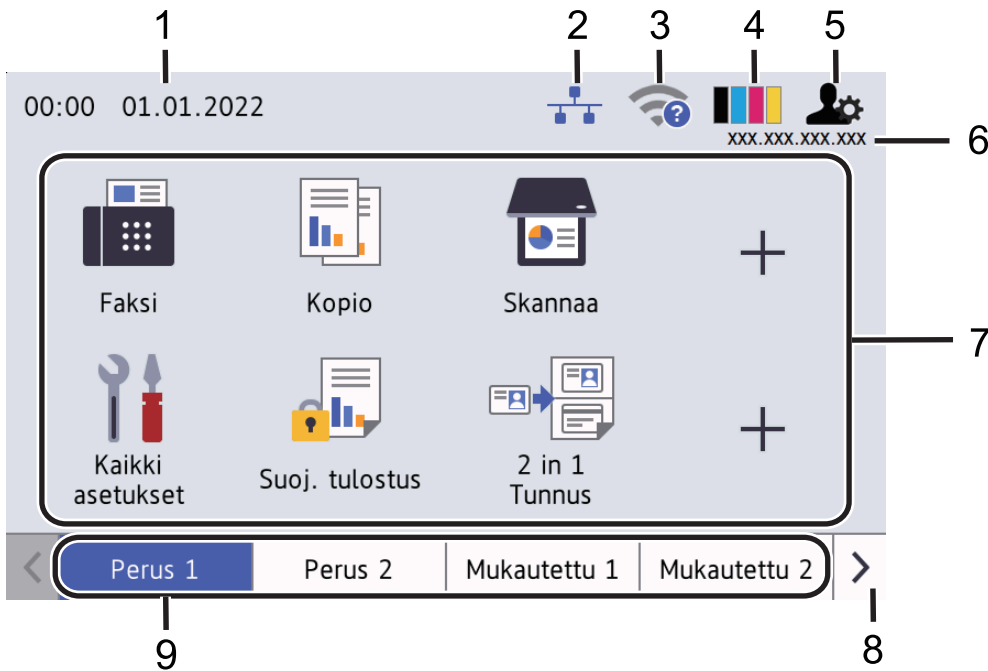 1 2 3 4 5
00:00 01.01.2022
?
XXX.XXX.XXX.XXX 6
Faksi Kopio Skannaa
7
Kaikki
asetukset
Suoj. tulostus
2 in 1
Tunnus
Perus 1 Perus 2 Mukautettu 1 Mukautettu 2
9 8